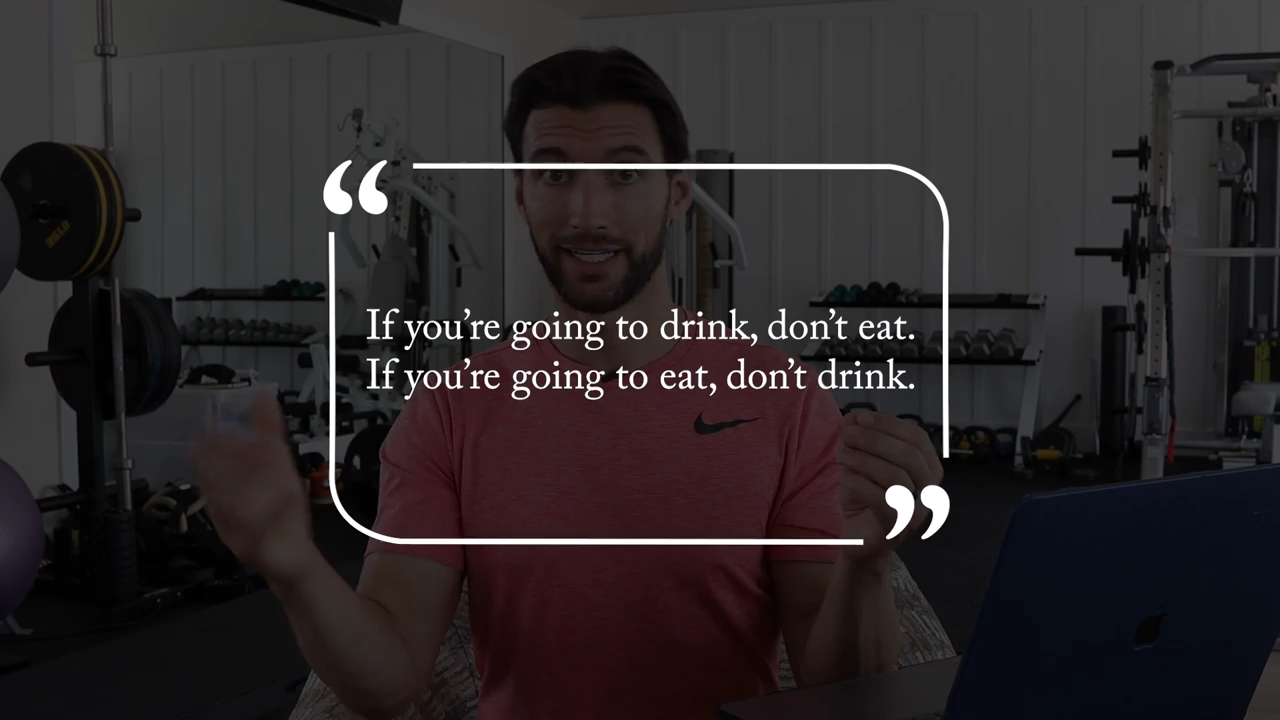 If you’re going to drink, don’t eat.
If you’re going to eat, don’t drink.